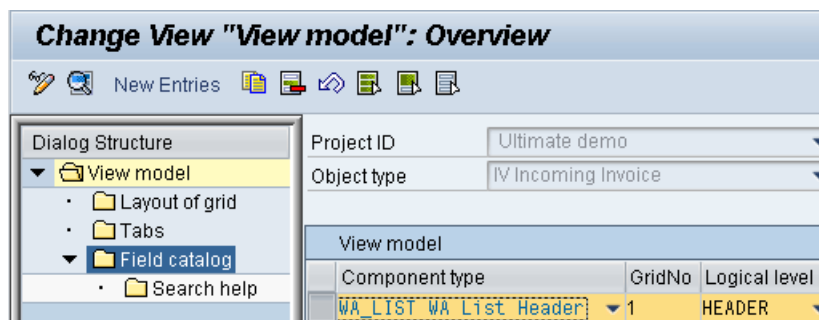 Change View "View model": Overview
New Entries
Dialog Structure
View model
Layout of grid
Tabs
Field catalog
Search help
Project ID Ultimate demo
Object type IV Incoming Invoice
View model
Component type GridNo Logical level
WA_LIST WA List Header 1 HEADER